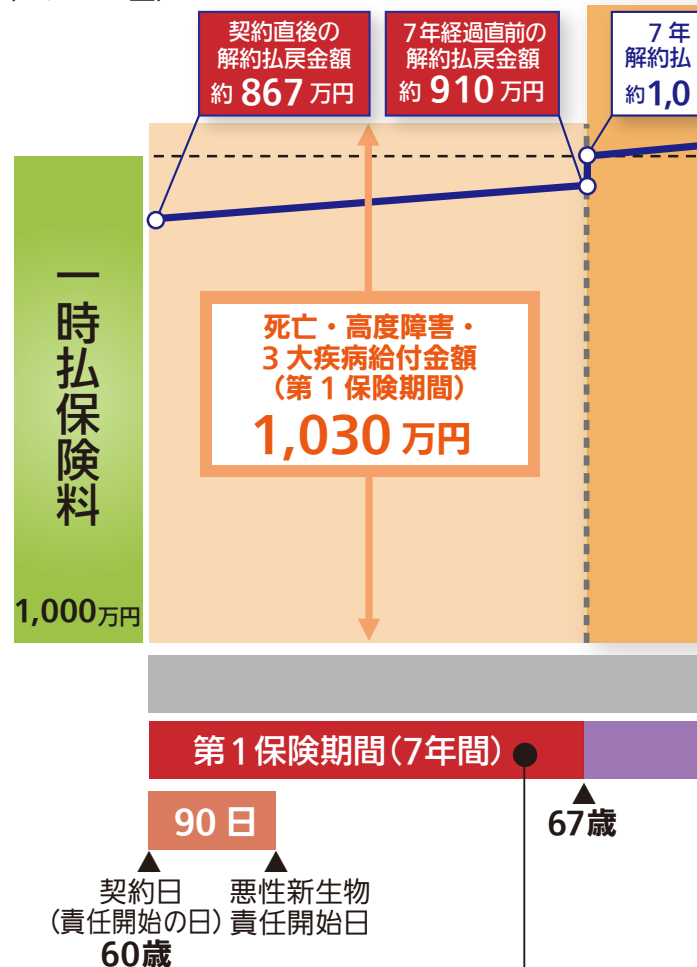 契約直後の
解約払戻金額
約 867 万円
7年経過直前の
解約払戻金額
約 910 万円
7 年
解約払
約1,0
一時払保険料
1,000万円
死亡・高度障害・
3 大疾病給付金額
(第 1 保険期間)
1,030 万円
第1保険期間(7年間)
90 日
67歳
契約日
(責任開始の日)
60歳
悪性新生物
責任開始日